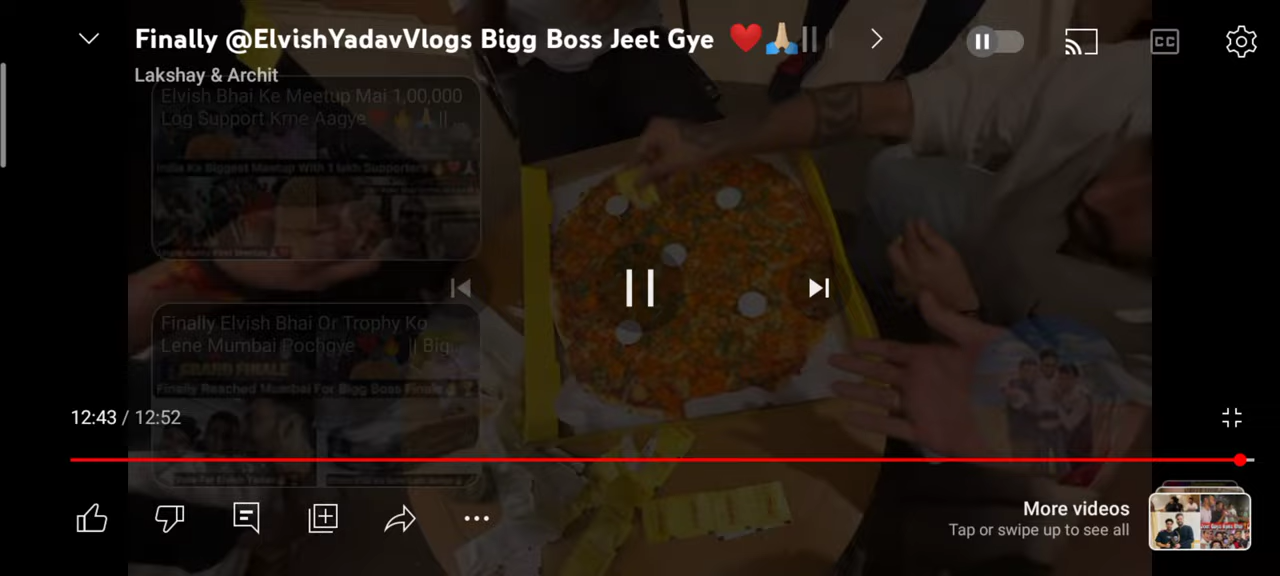 Finally @ElvishYadavVlogs Bigg Boss Jeet Gye ❤️🙏🏼||
Lakshay & Archit
CC
Elvish Bhai Ke Meetup Mai 1,00,000
Log Support Krne Aagye❤️🔥🙏||
India Ka Biggest Meetup With 1 lakh Supporters
Finally Elvish Bhai Or Trophy Ko
Lene Mumbai Pochgye❤️🔥 || Big...
GRAND FINALE
Finally Reached Mumbai For Bigg Boss Finale
12:43 / 12:52
More videos
Tap or swipe up to see all